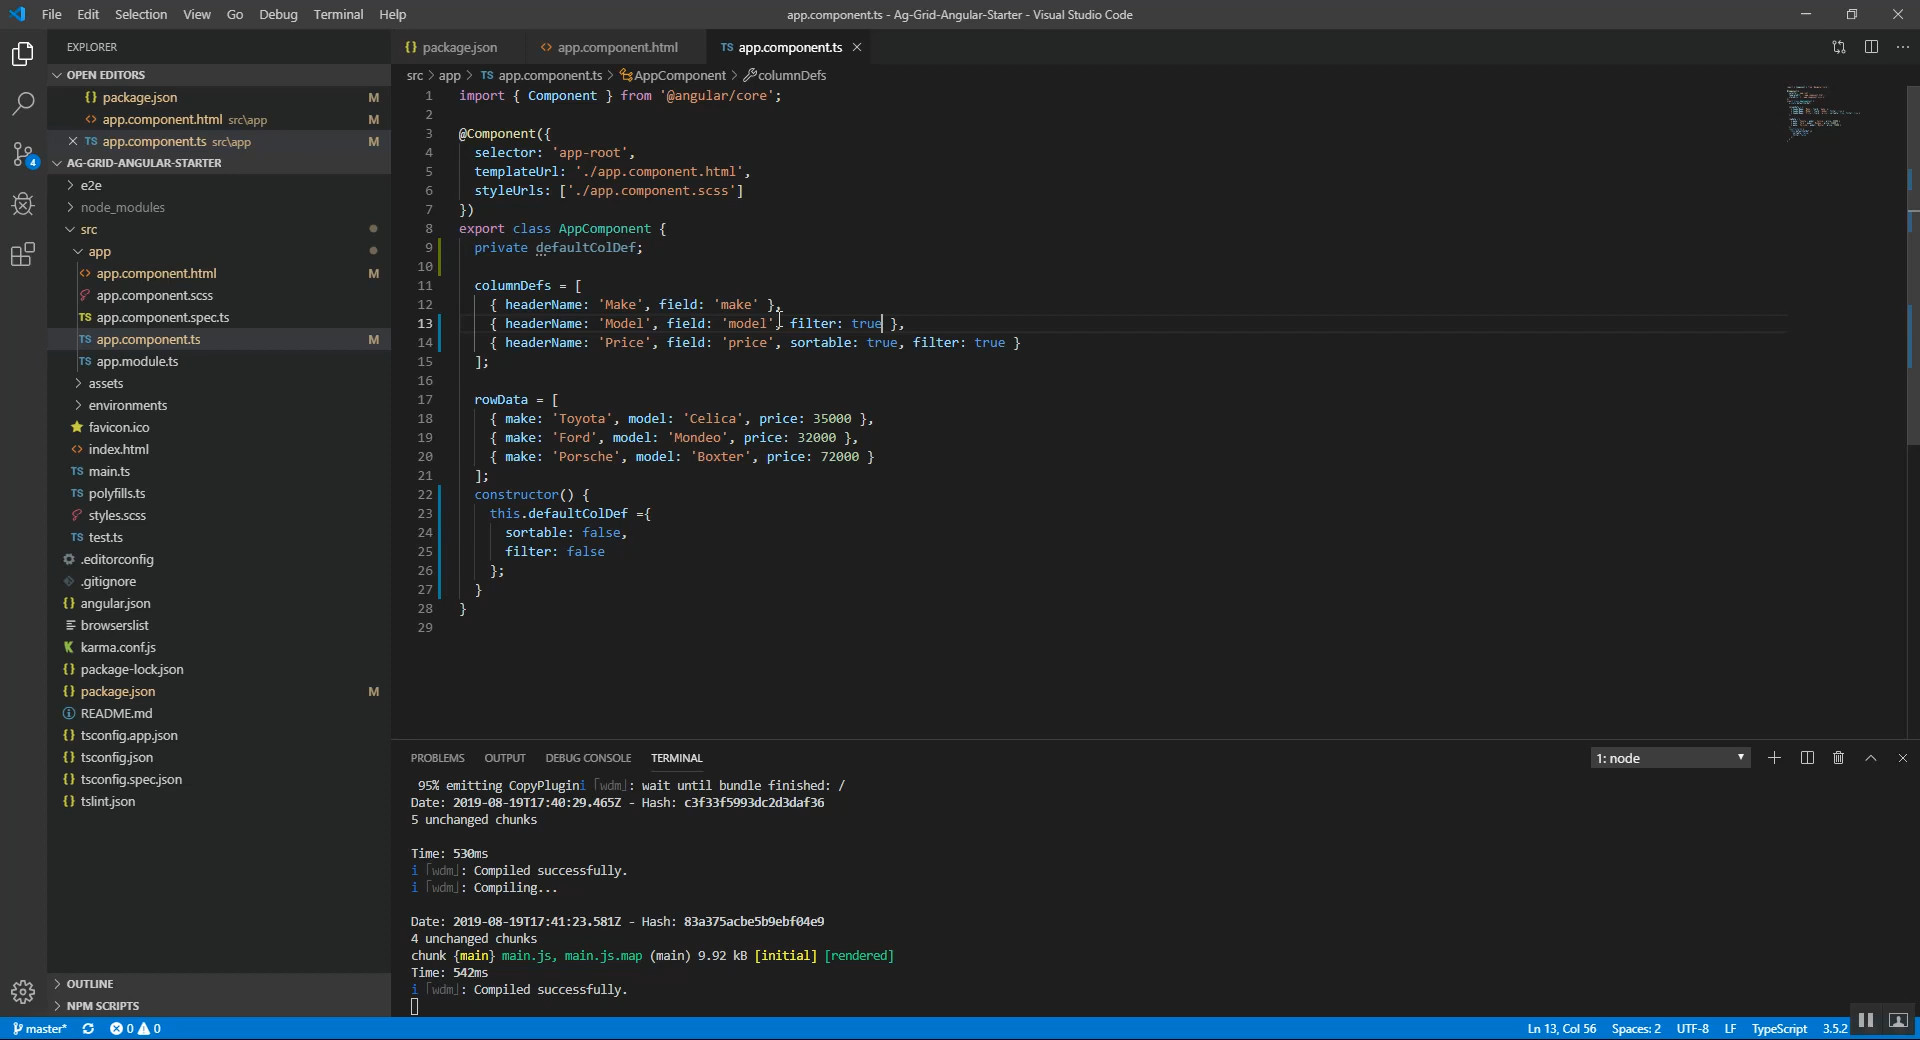 File Edit Selection View Go Debug Terminal Help
app.component.ts - Ag-Grid-Angular-Starter - Visual Studio Code
EXPLORER
OPEN EDITORS
{} package.json M
<> app.component.html src\app M
TS app.component.ts src\app M
AG-GRID-ANGULAR-STARTER
e2e
node_modules
src
app
<> app.component.html M
app.component.scss
TS app.component.spec.ts
TS app.component.ts M
TS app.module.ts
assets
environments
favicon.ico
<> index.html
TS main.ts
TS polyfills.ts
styles.scss
TS test.ts
.editorconfig
.gitignore
{} angular.json
browserslist
K karma.conf.js
{} package-lock.json
{} package.json M
README.md
{} tsconfig.app.json
{} tsconfig.json
{} tsconfig.spec.json
{} tslint.json
OUTLINE
NPM SCRIPTS
4
{} package.json
<> app.component.html
TS app.component.ts
src > app > TS app.component.ts > AppComponent > columnDefs
1 import { Component } from '@angular/core';
2
3 @Component({
4 selector: 'app-root',
5 templateUrl: './app.component.html',
6 styleUrls: ['./app.component.scss']
7 })
8 export class AppComponent {
9 private defaultColDef;
10
11 columnDefs = [
12 { headerName: 'Make', field: 'make' },
13 { headerName: 'Model', field: 'model', filter: true },
14 { headerName: 'Price', field: 'price', sortable: true, filter: true }
15 ];
16
17 rowData = [
18 { make: 'Toyota', model: 'Celica', price: 35000 },
19 { make: 'Ford', model: 'Mondeo', price: 32000 },
20 { make: 'Porsche', model: 'Boxter', price: 72000 }
21 ];
22 constructor() {
23 this.defaultColDef ={
24 sortable: false,
25 filter: false
26 };
27 }
28 }
29
PROBLEMS OUTPUT DEBUG CONSOLE TERMINAL
1: node
95% emitting CopyPlugini ｢wdm｣: wait until bundle finished: /
Date: 2019-08-19T17:40:29.465Z - Hash: c3f33f5993dc2d3daf36
5 unchanged chunks
Time: 530ms
i ｢wdm｣: Compiled successfully.
i ｢wdm｣: Compiling...
Date: 2019-08-19T17:41:23.581Z - Hash: 83a375acbe5b9ebf04e9
4 unchanged chunks
chunk {main} main.js, main.js.map (main) 9.92 kB [initial] [rendered]
Time: 542ms
i ｢wdm｣: Compiled successfully.
master* 0 0
Ln 13, Col 56 Spaces: 2 UTF-8 LF TypeScript 3.5.2